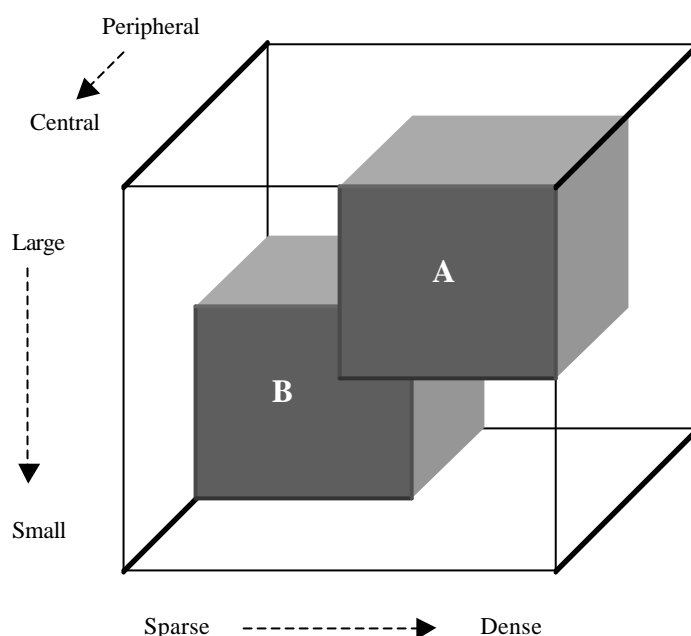 Peripheral
Central
Large
A
B
Small
Sparse Dense